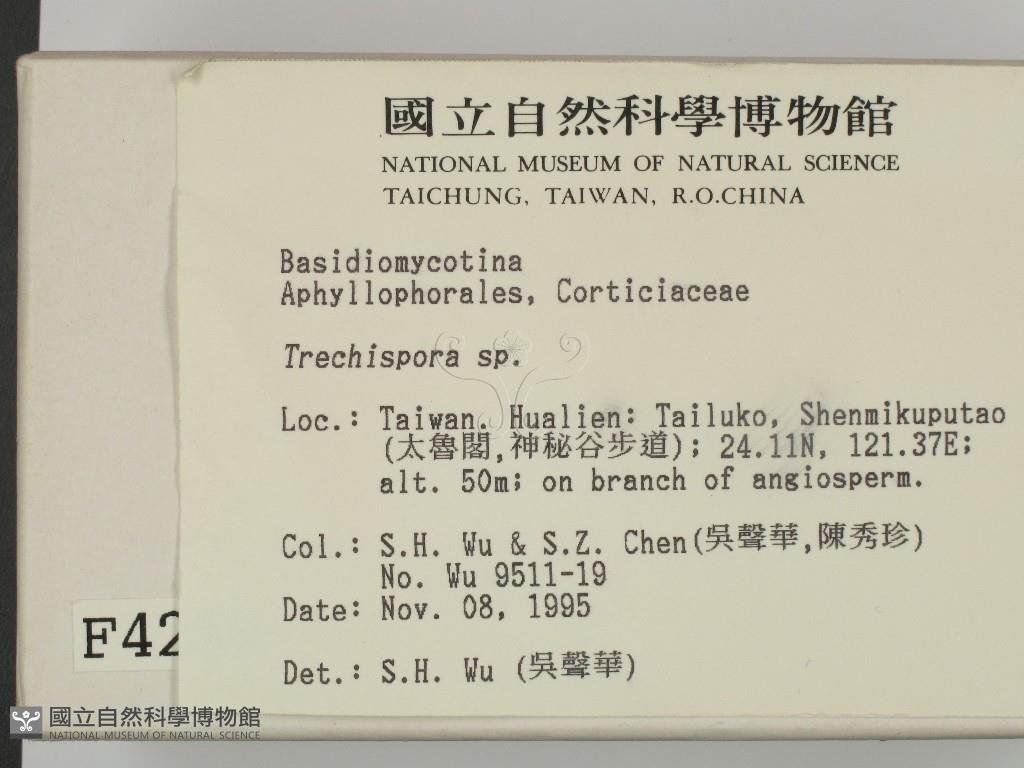 國立自然科學博物館
NATIONAL MUSEUM OF NATURAL SCIENCE
TAICHUNG, TAIWAN, R.O.CHINA
Basidiomycotina
Aphyllophorales, Corticiaceae
Trechispora sp.
Loc.: Taiwan. Hualien: Tailuko, Shenmikuputao
(太魯閣,神秘谷步道); 24.11N, 121.37E;
alt. 50m; on branch of angiosperm.
Col.: S.H. Wu & S.Z. Chen(吳聲華,陳秀珍)
No. Wu 9511-19
Date: Nov. 08, 1995
Det.: S.H. Wu (吳聲華)
F42
國立自然科學博物館
NATIONAL MUSEUM OF NATURAL SCIENCE